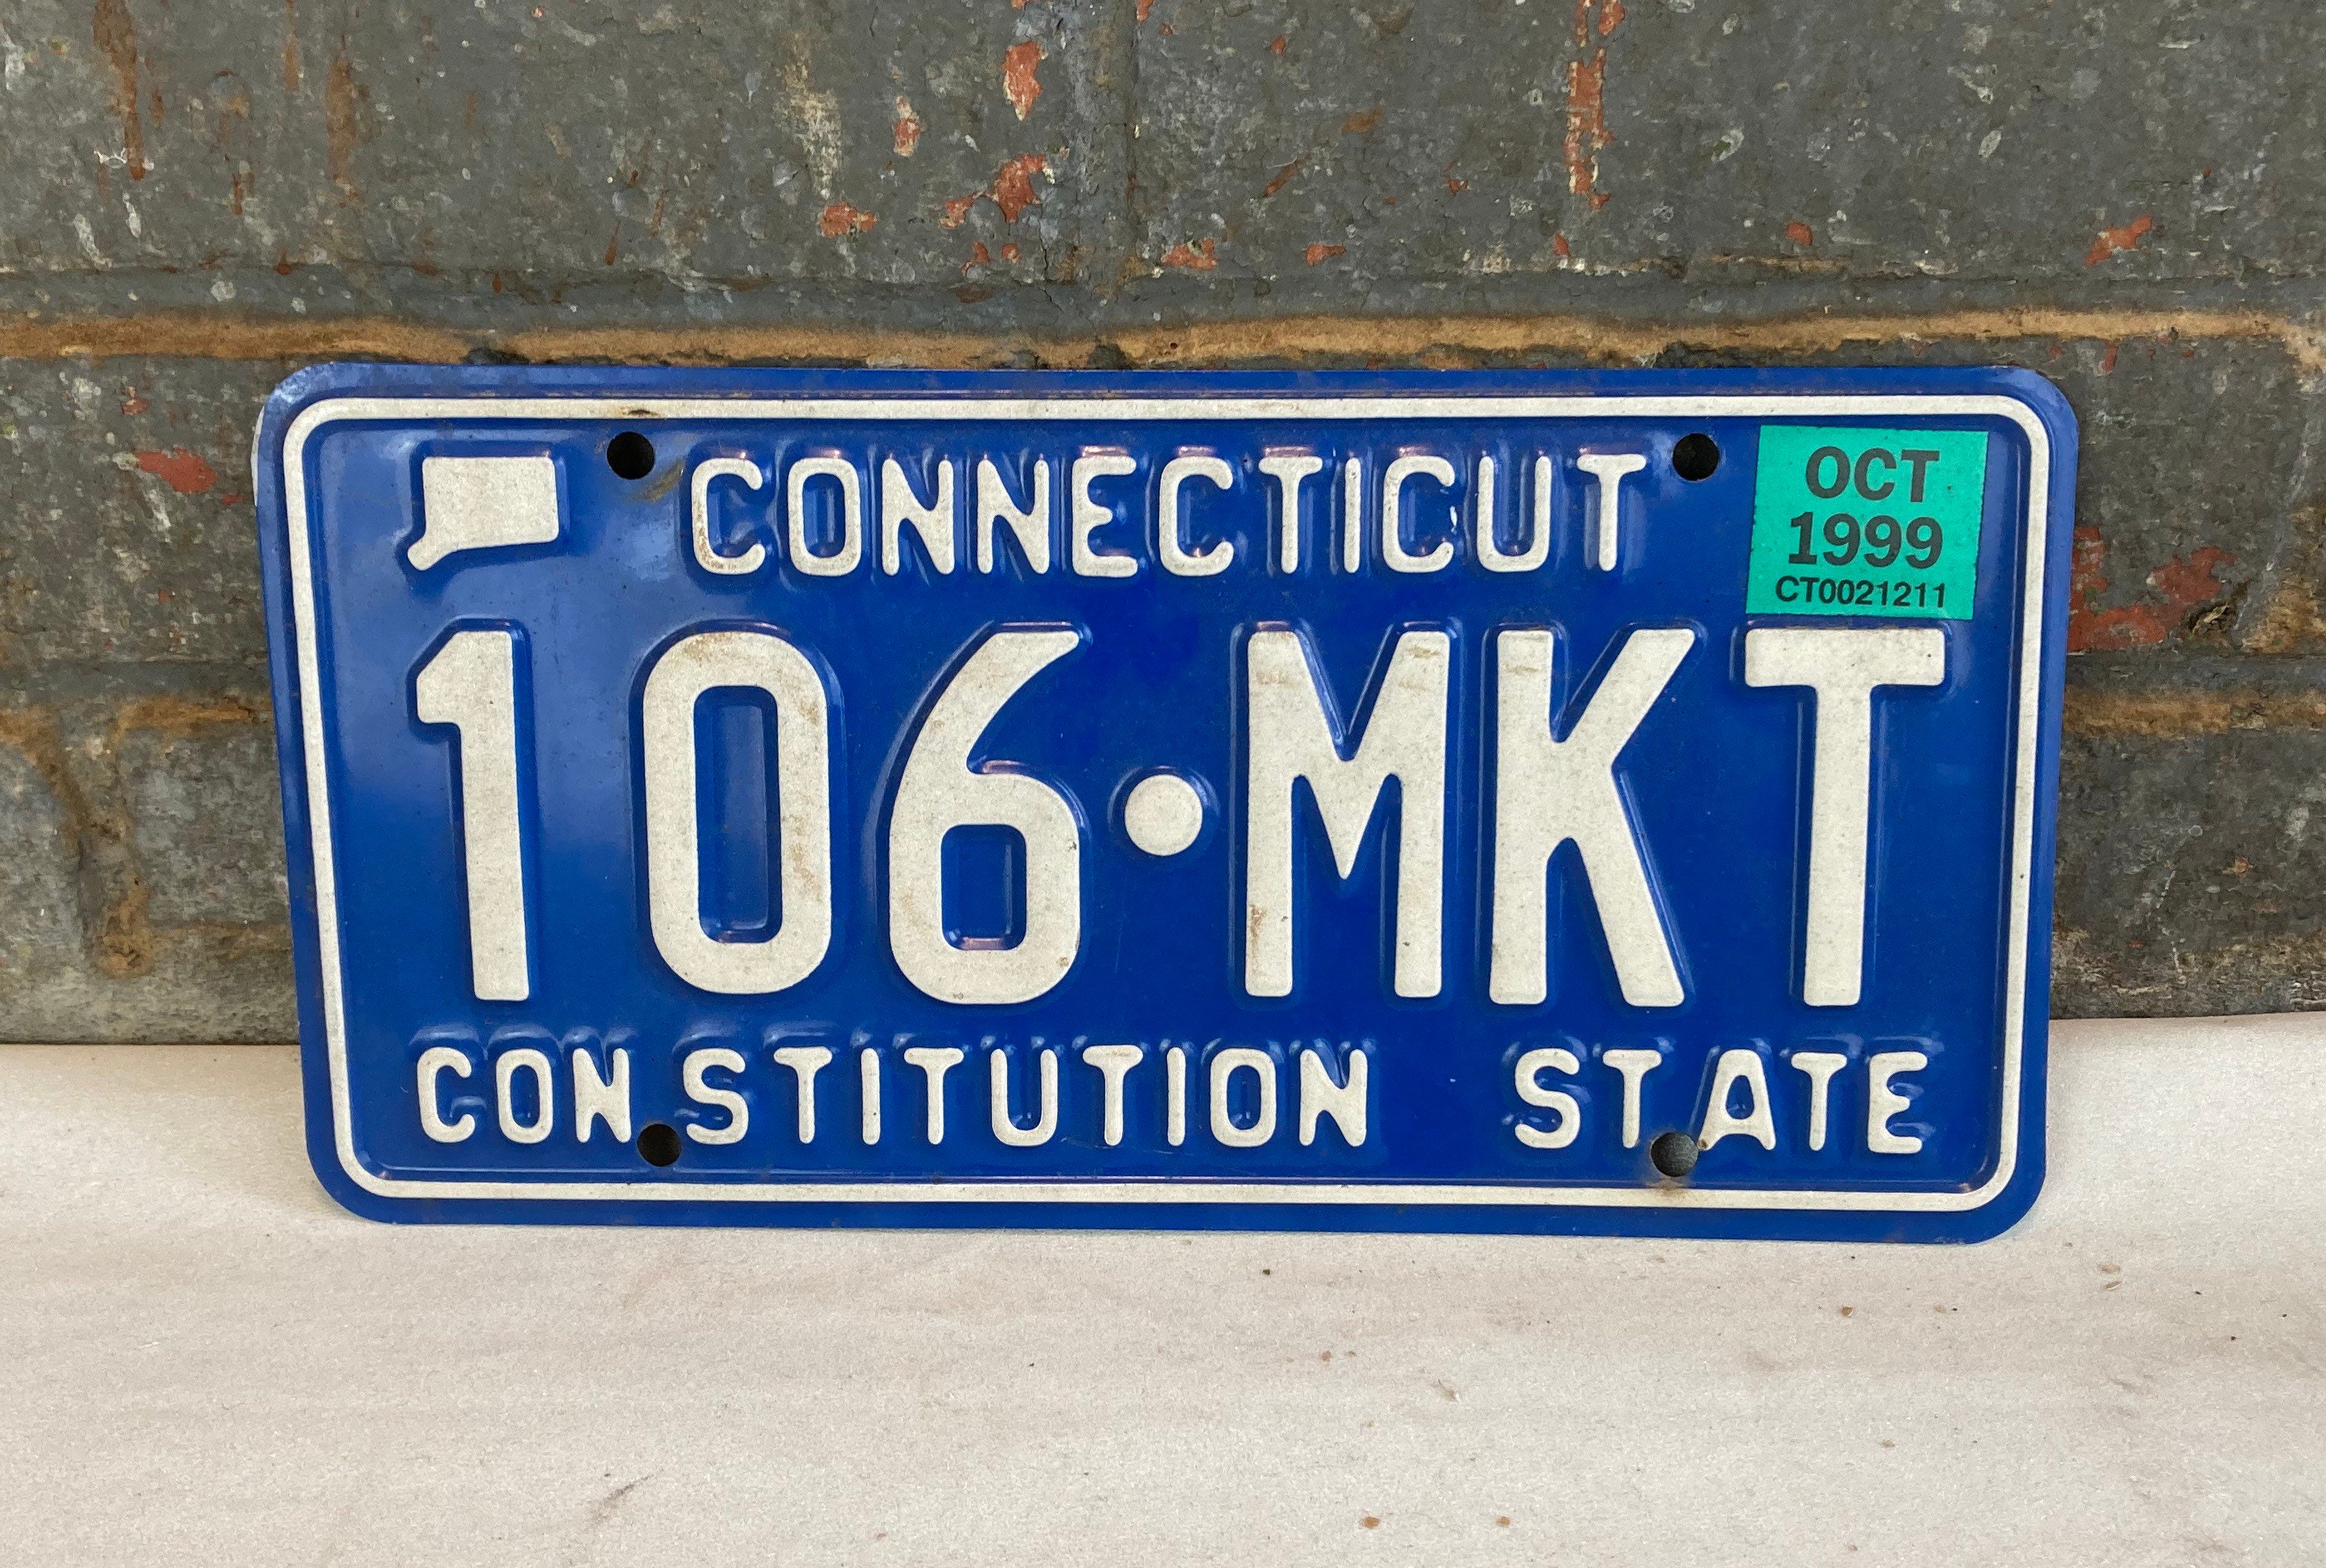 CONNECTICUT
OCT
1999
CT0021211
106·MKT
CONSTITUTION STATE